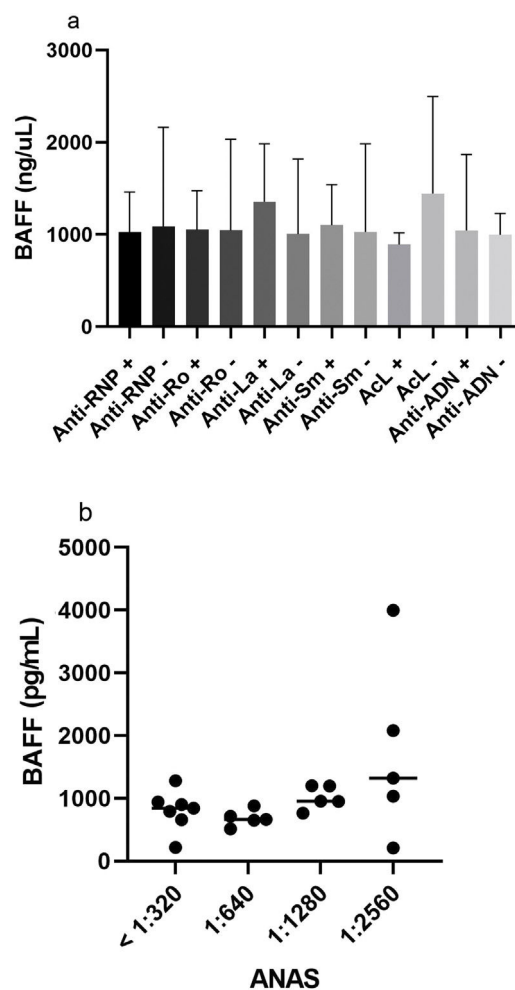 a
BAFF (ng/uL)
3000
2000
1000
0
Anti-RNP +
Anti-RNP -
Anti-Ro +
Anti-Ro -
Anti-La +
Anti-La -
Anti-Sm +
Anti-Sm -
AcL +
AcL -
Anti-ADN +
Anti-ADN -
b
BAFF (pg/mL)
5000
4000
3000
2000
1000
0
< 1:320
1:640
1:1280
1:2560
ANAS